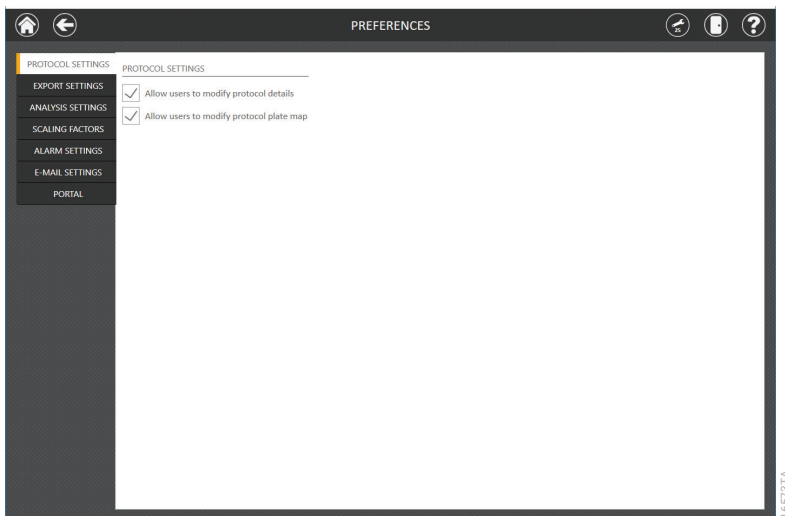 PREFERENCES
25
PROTOCOL SETTINGS
EXPORT SETTINGS
ANALYSIS SETTINGS
SCALING FACTORS
ALARM SETTINGS
E-MAIL SETTINGS
PORTAL
PROTOCOL SETTINGS
Allow users to modify protocol details
Allow users to modify protocol plate map